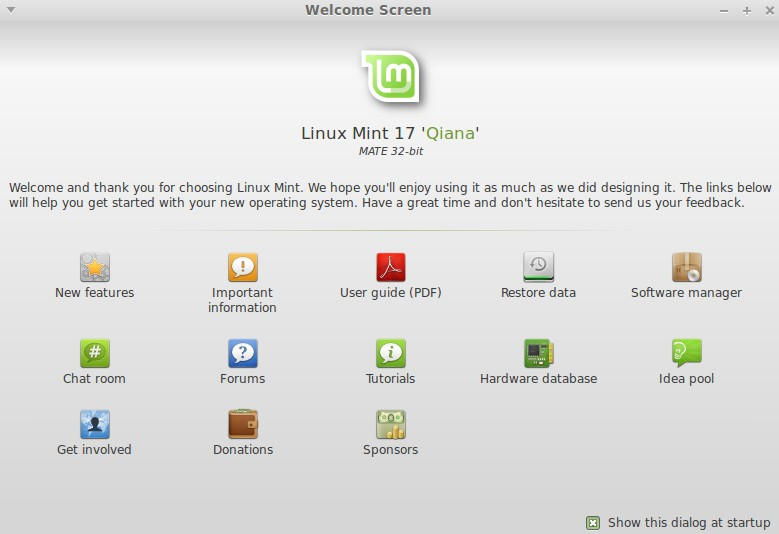 Welcome Screen
Linux Mint 17 'Qiana'
MATE 32-bit
Welcome and thank you for choosing Linux Mint. We hope you'll enjoy using it as much as we did designing it. The links below
will help you get started with your new operating system. Have a great time and don't hesitate to send us your feedback.
New features
Important
information
User guide (PDF)
Restore data
Software manager
Chat room
Forums
Tutorials
Hardware database
Idea pool
Get involved
Donations
Sponsors
Show this dialog at startup